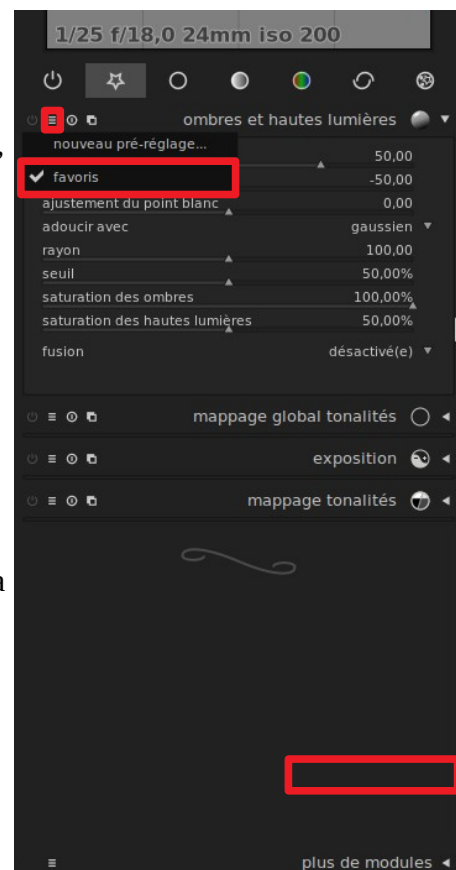 1/25 f/18,0 24mm iso 200
ombres et hautes lumières
nouveau pré-réglage...
50,00
favoris
-50,00
ajustement du point blanc
0,00
adoucir avec
gaussien
rayon
100,00
seuil
50,00%
saturation des ombres
100,00%
saturation des hautes lumières
50,00%
fusion
désactivé(e)
mappage global tonalités
exposition
mappage tonalités
a
plus de modules